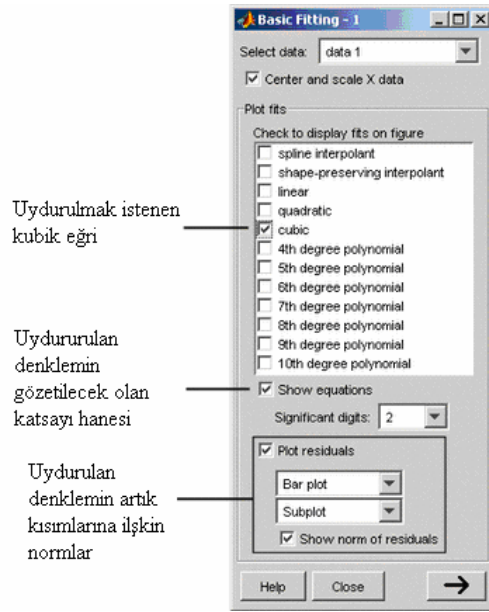 Basic Fitting - 1
Select data: data 1
Center and scale X data
Plot fits
Check to display fits on figure
spline interpolant
shape-preserving interpolant
linear
quadratic
cubic
4th degree polynomial
5th degree polynomial
6th degree polynomial
7th degree polynomial
8th degree polynomial
9th degree polynomial
10th degree polynomial
Show equations
Significant digits: 2
Plot residuals
Bar plot
Subplot
Show norm of residuals
Help Close
Uydurulmak istenen
kubik eğri
Uydururulan
denklemin
gözetilecek olan
katsayı hanesi
Uydurulan
denklemin artık
kısımlarına ilşkin
normlar